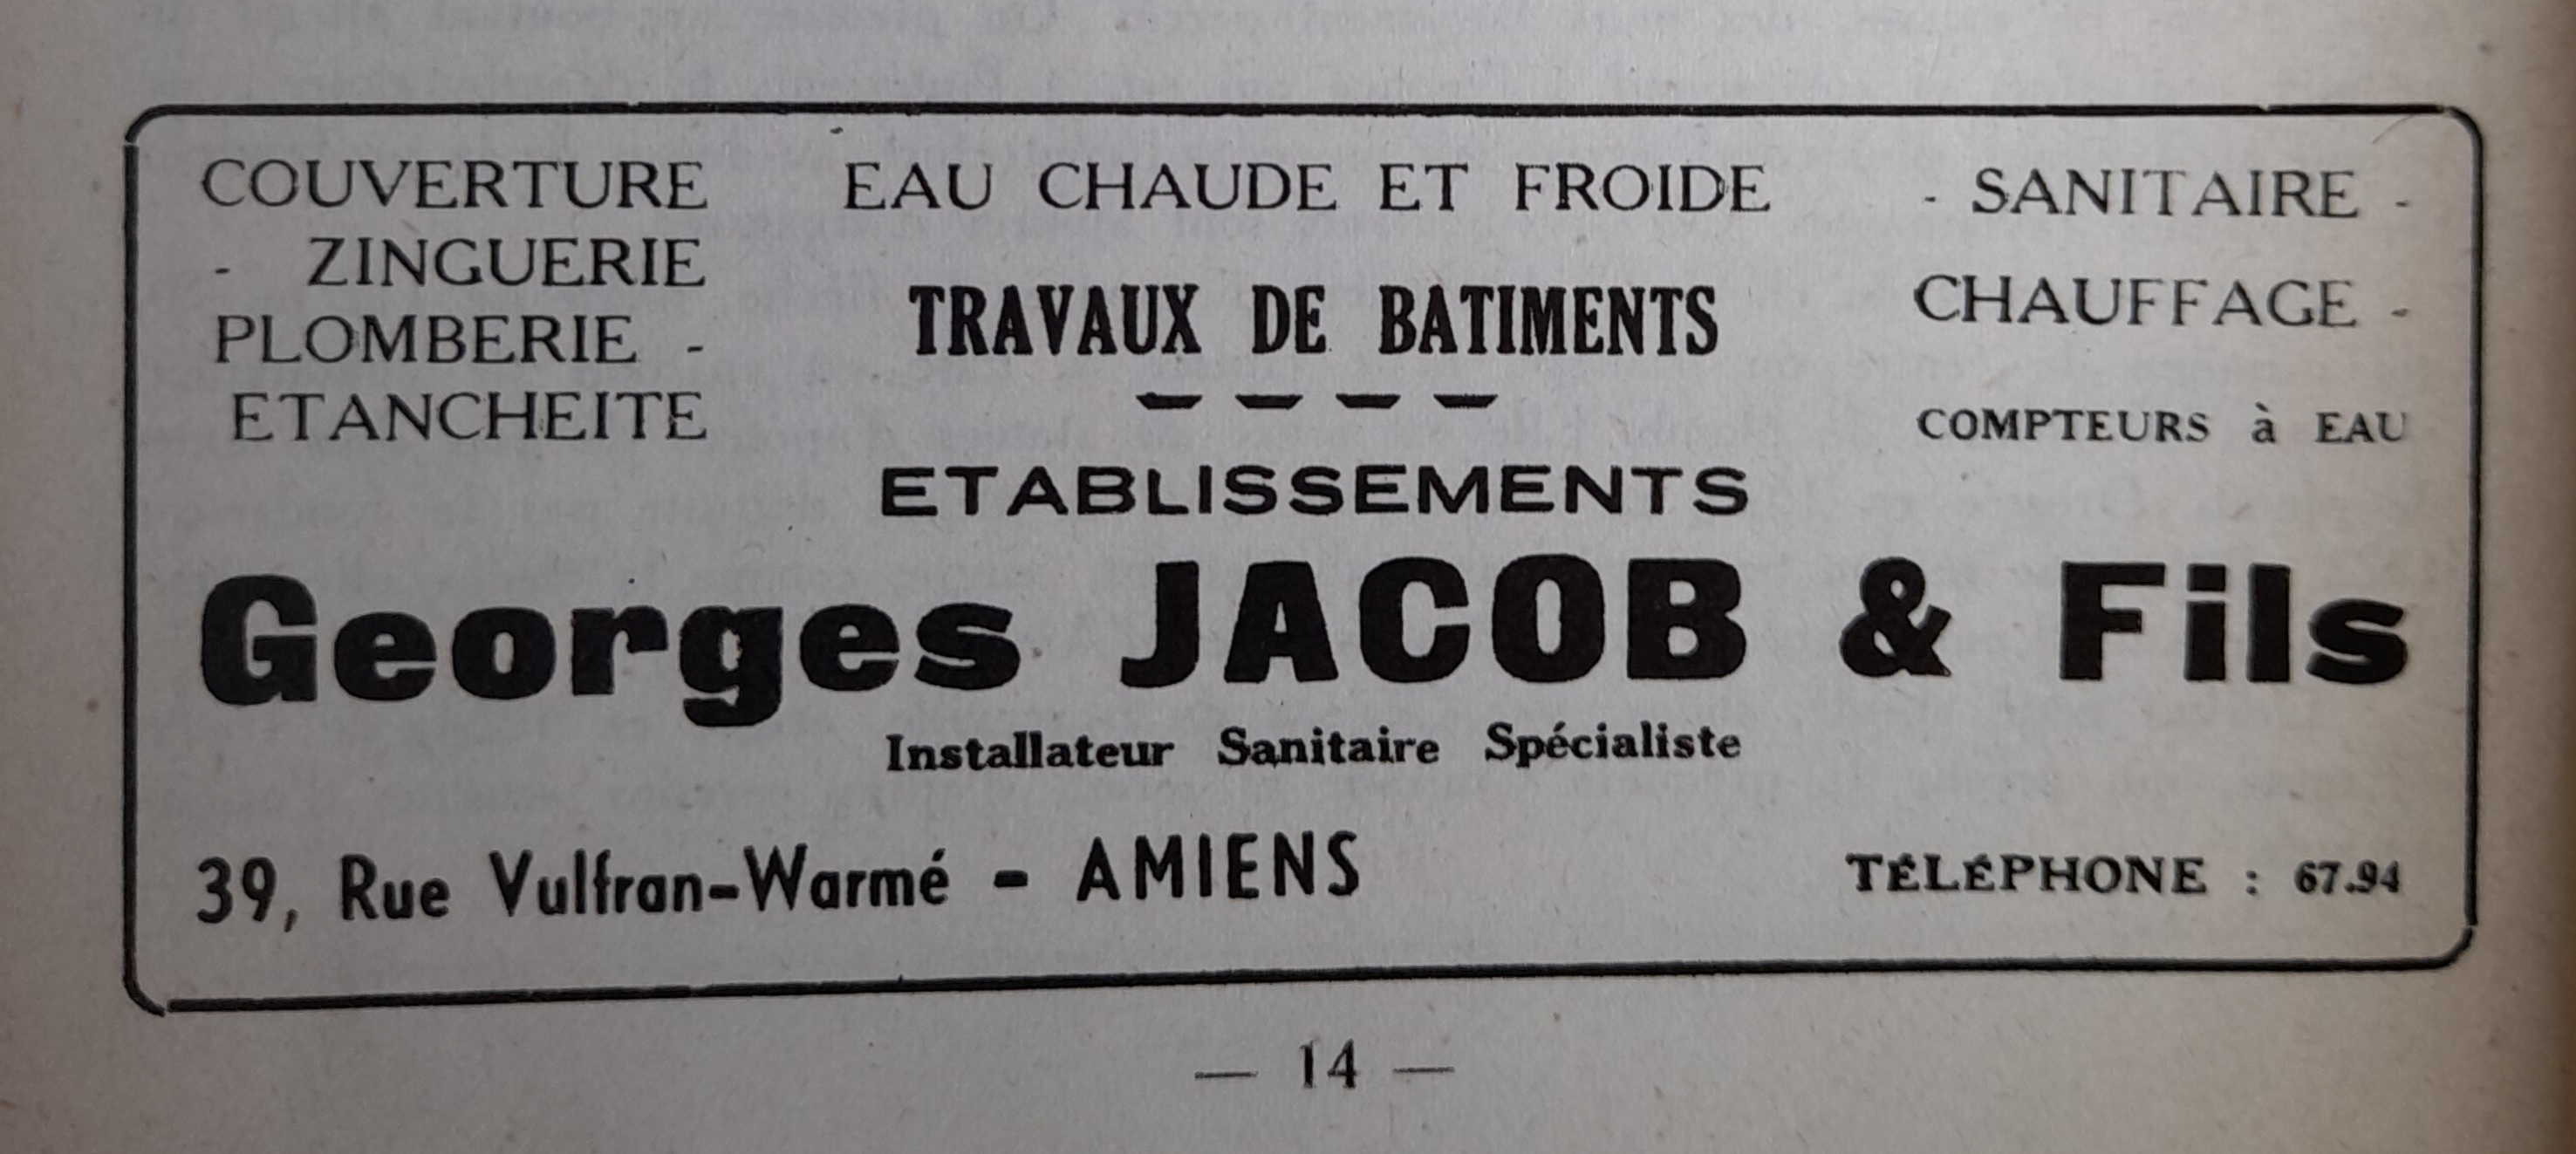 COUVERTURE
- ZINGUERIE
PLOMBERIE -
ETANCHEITE
EAU CHAUDE ET FROIDE
TRAVAUX DE BATIMENTS
- SANITAIRE -
CHAUFFAGE -
COMPTEURS à EAU
ETABLISSEMENTS
Georges JACOB & Fils
Installateur Sanitaire Spécialiste
39, Rue Vulfran-Warmé - AMIENS
TÉLÉPHONE : 67.94
— 14 —